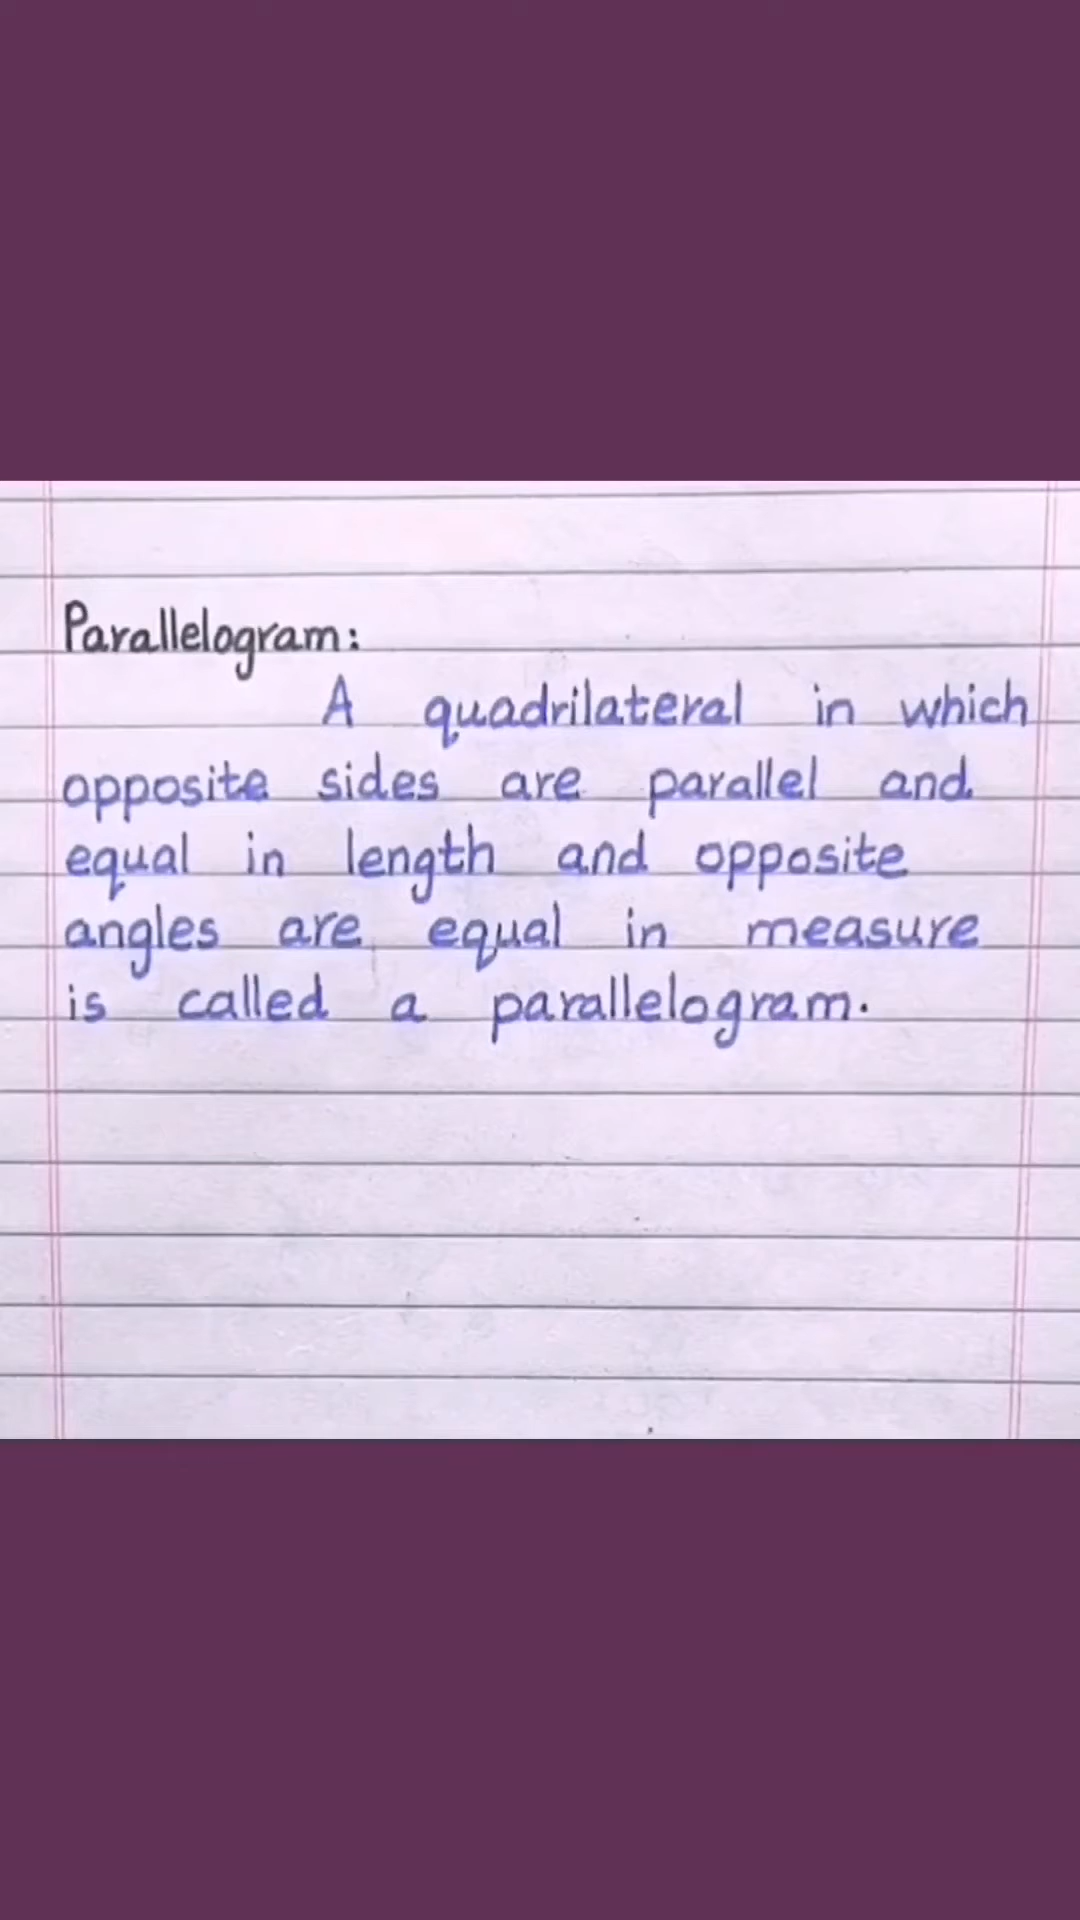 Parallelogram:
A quadrilateral in which
opposite sides are parallel and
equal in length and opposite
angles are equal in measure
is called a parallelogram.